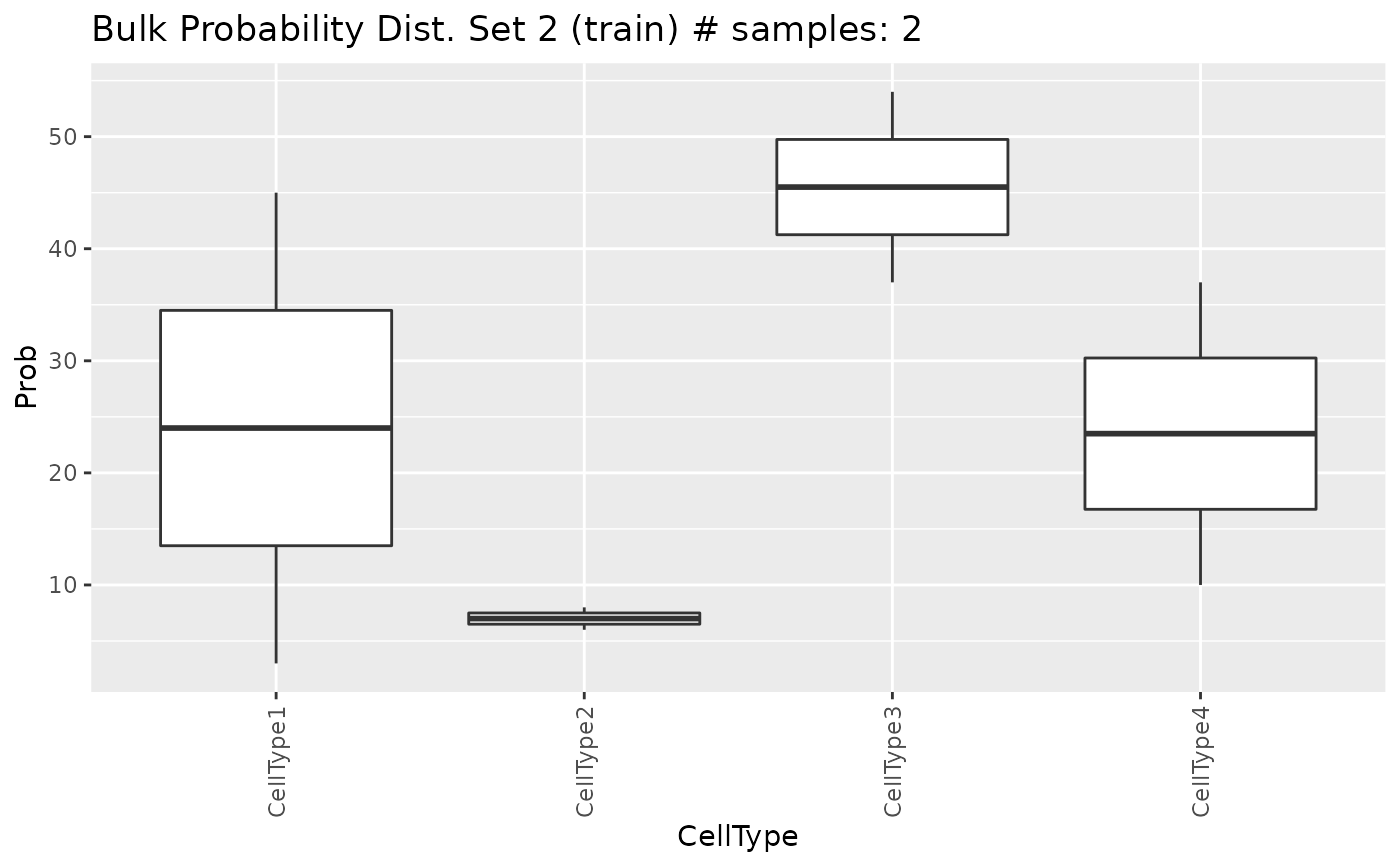 Bulk Probability Dist. Set 2 (train) # samples: 2
Prob
50
40
30
20
10
CellType1
CellType2
CellType3
CellType4
CellType